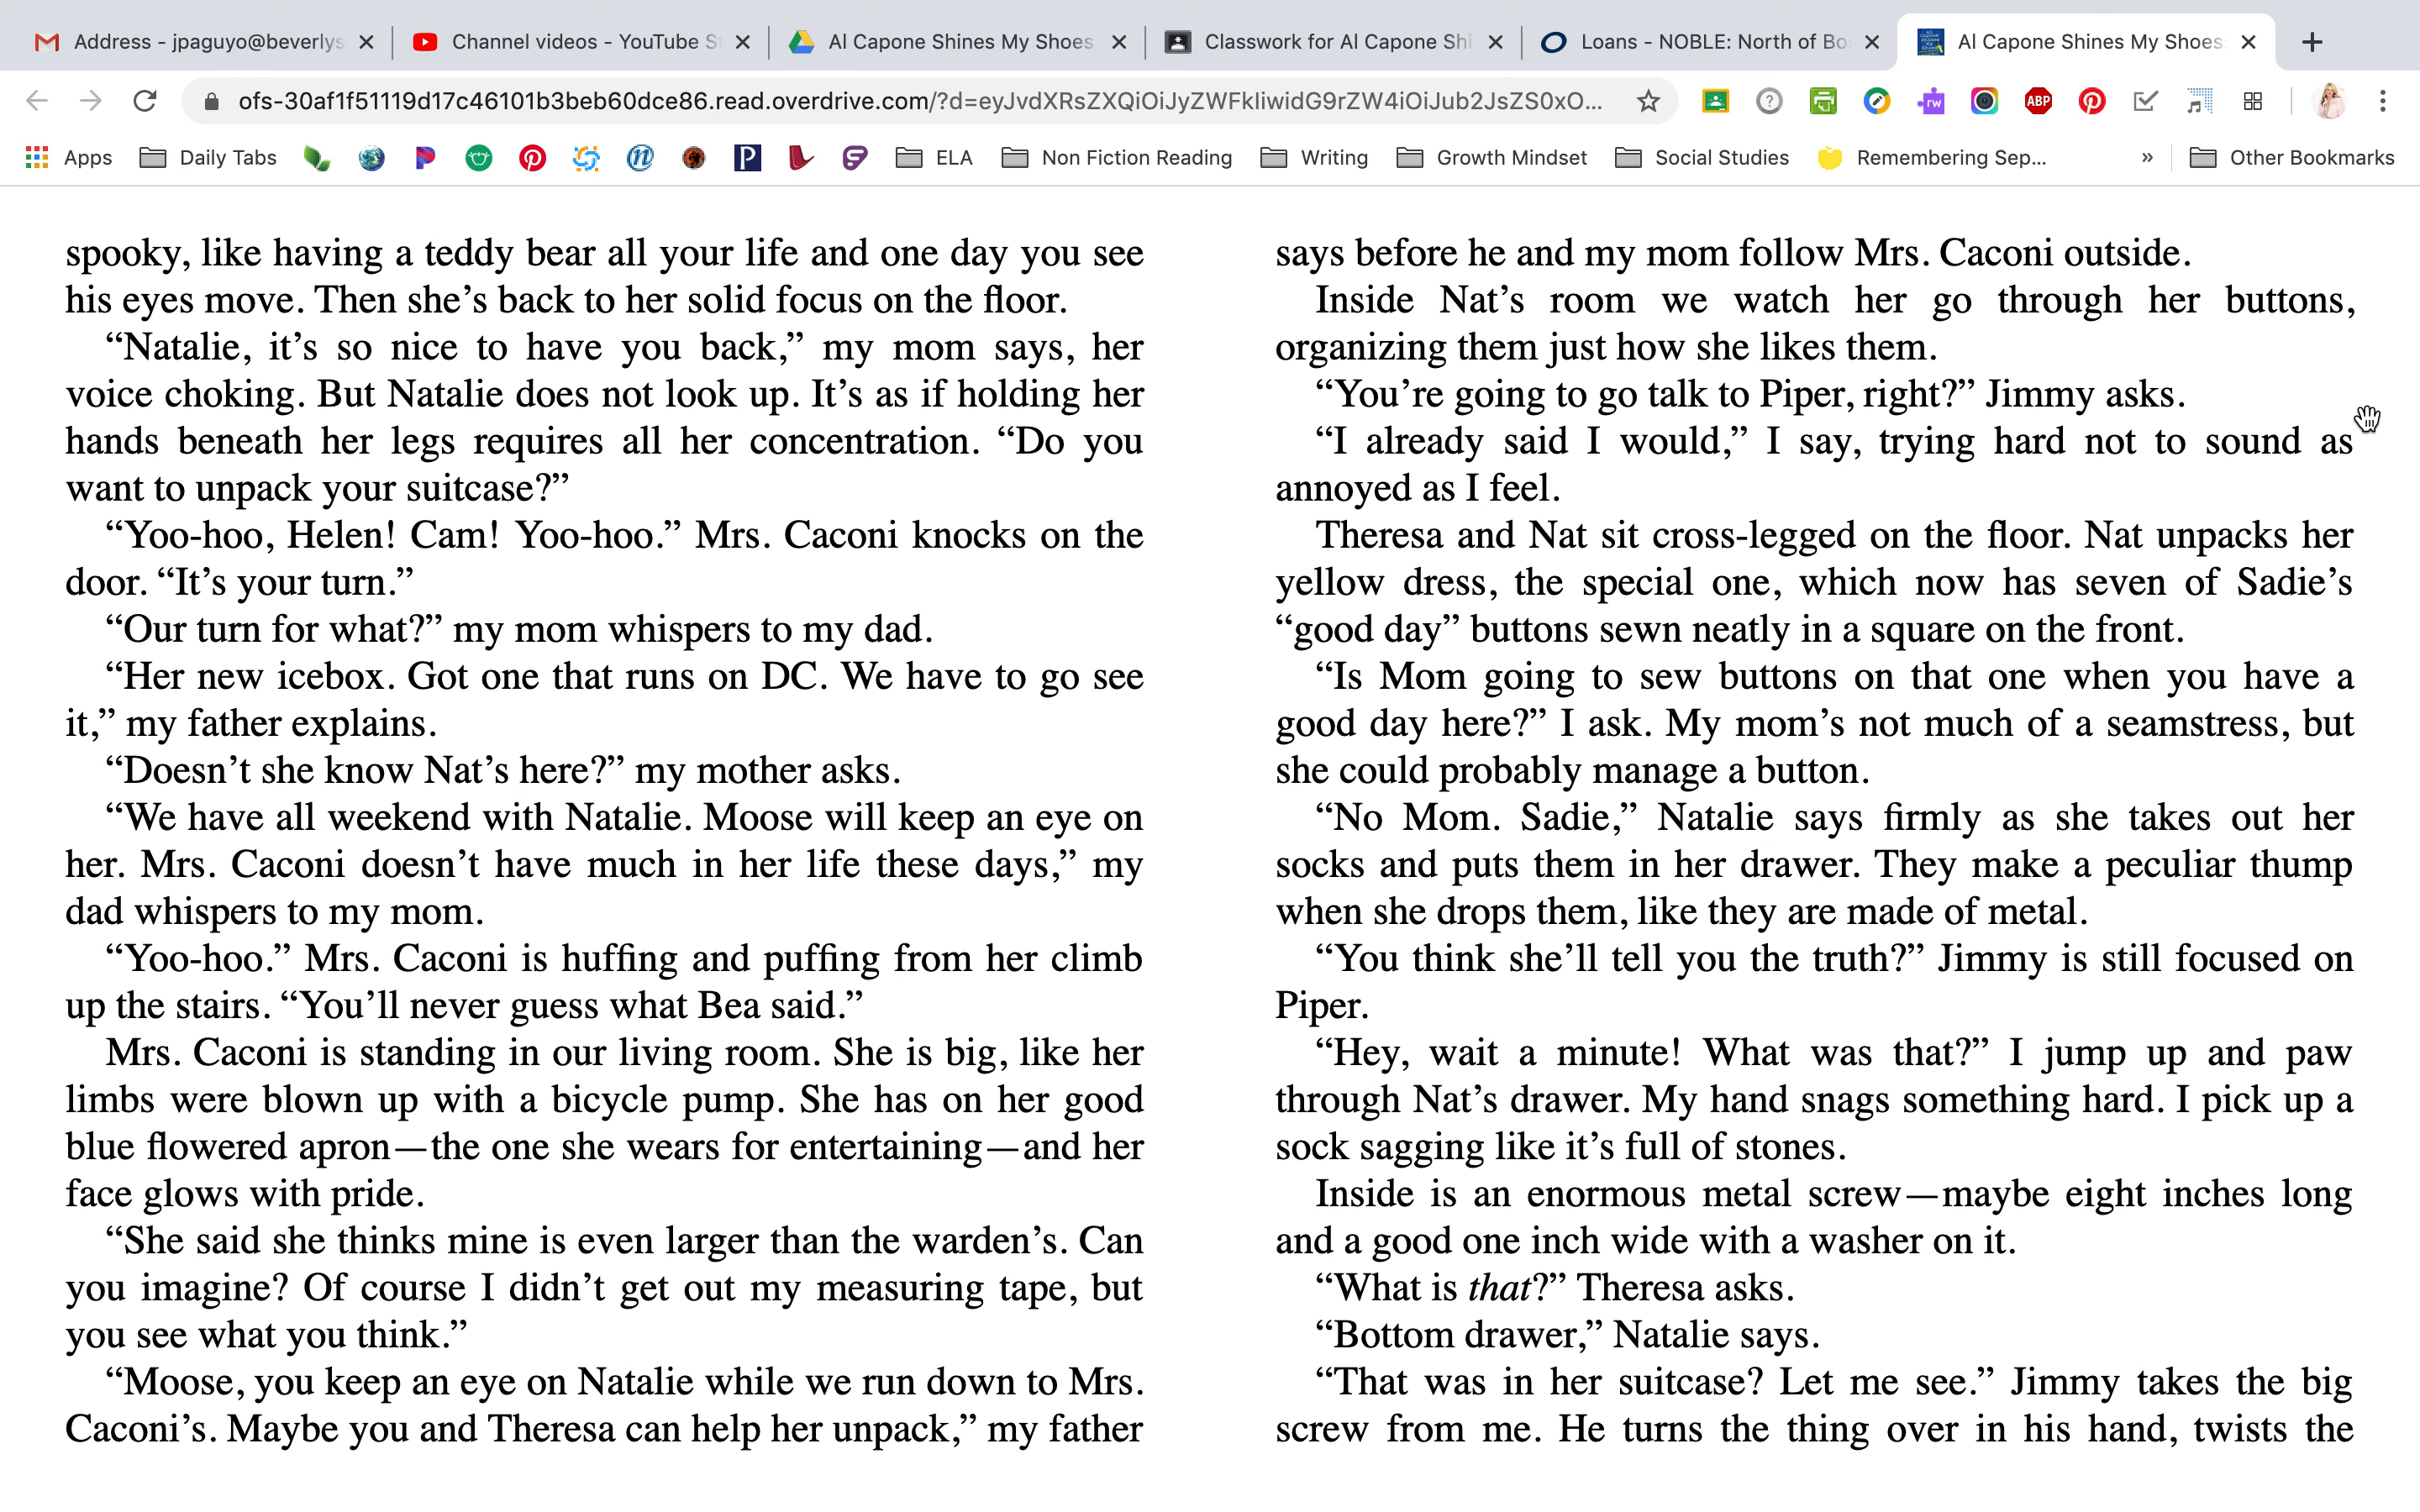 Address - jpaguyo@beverlys
Channel videos - YouTube S
Al Capone Shines My Shoes
Classwork for Al Capone Shi
Loans - NOBLE: North of Bo
Al Capone Shines My Shoes
ofs-30af1f51119d17c46101b3beb60dce86.read.overdrive.com/?d=eyJvdXRsZXQiOiJyZWFkliwidG9rZW4iOiJub2JsZS0xO...
Apps
Daily Tabs
ELA
Non Fiction Reading
Writing
Growth Mindset
Social Studies
Remembering Sep...
»
Other Bookmarks
spooky, like having a teddy bear all your life and one day you see
his eyes move. Then she’s back to her solid focus on the floor.
“Natalie, it’s so nice to have you back,” my mom says, her
voice choking. But Natalie does not look up. It’s as if holding her
hands beneath her legs requires all her concentration. “Do you
want to unpack your suitcase?”
“Yoo-hoo, Helen! Cam! Yoo-hoo.” Mrs. Caconi knocks on the
door. “It’s your turn.”
“Our turn for what?” my mom whispers to my dad.
“Her new icebox. Got one that runs on DC. We have to go see
it,” my father explains.
“Doesn’t she know Nat’s here?” my mother asks.
“We have all weekend with Natalie. Moose will keep an eye on
her. Mrs. Caconi doesn’t have much in her life these days,” my
dad whispers to my mom.
“Yoo-hoo.” Mrs. Caconi is huffing and puffing from her climb
up the stairs. “You’ll never guess what Bea said.”
Mrs. Caconi is standing in our living room. She is big, like her
limbs were blown up with a bicycle pump. She has on her good
blue flowered apron—the one she wears for entertaining—and her
face glows with pride.
“She said she thinks mine is even larger than the warden’s. Can
you imagine? Of course I didn’t get out my measuring tape, but
you see what you think.”
“Moose, you keep an eye on Natalie while we run down to Mrs.
Caconi’s. Maybe you and Theresa can help her unpack,” my father
says before he and my mom follow Mrs. Caconi outside.
Inside Nat’s room we watch her go through her buttons,
organizing them just how she likes them.
“You’re going to go talk to Piper, right?” Jimmy asks.
“I already said I would,” I say, trying hard not to sound as
annoyed as I feel.
Theresa and Nat sit cross-legged on the floor. Nat unpacks her
yellow dress, the special one, which now has seven of Sadie’s
“good day” buttons sewn neatly in a square on the front.
“Is Mom going to sew buttons on that one when you have a
good day here?” I ask. My mom’s not much of a seamstress, but
she could probably manage a button.
“No Mom. Sadie,” Natalie says firmly as she takes out her
socks and puts them in her drawer. They make a peculiar thump
when she drops them, like they are made of metal.
“You think she’ll tell you the truth?” Jimmy is still focused on
Piper.
“Hey, wait a minute! What was that?” I jump up and paw
through Nat’s drawer. My hand snags something hard. I pick up a
sock sagging like it’s full of stones.
Inside is an enormous metal screw—maybe eight inches long
and a good one inch wide with a washer on it.
“What is that?” Theresa asks.
“Bottom drawer,” Natalie says.
“That was in her suitcase? Let me see.” Jimmy takes the big
screw from me. He turns the thing over in his hand, twists the